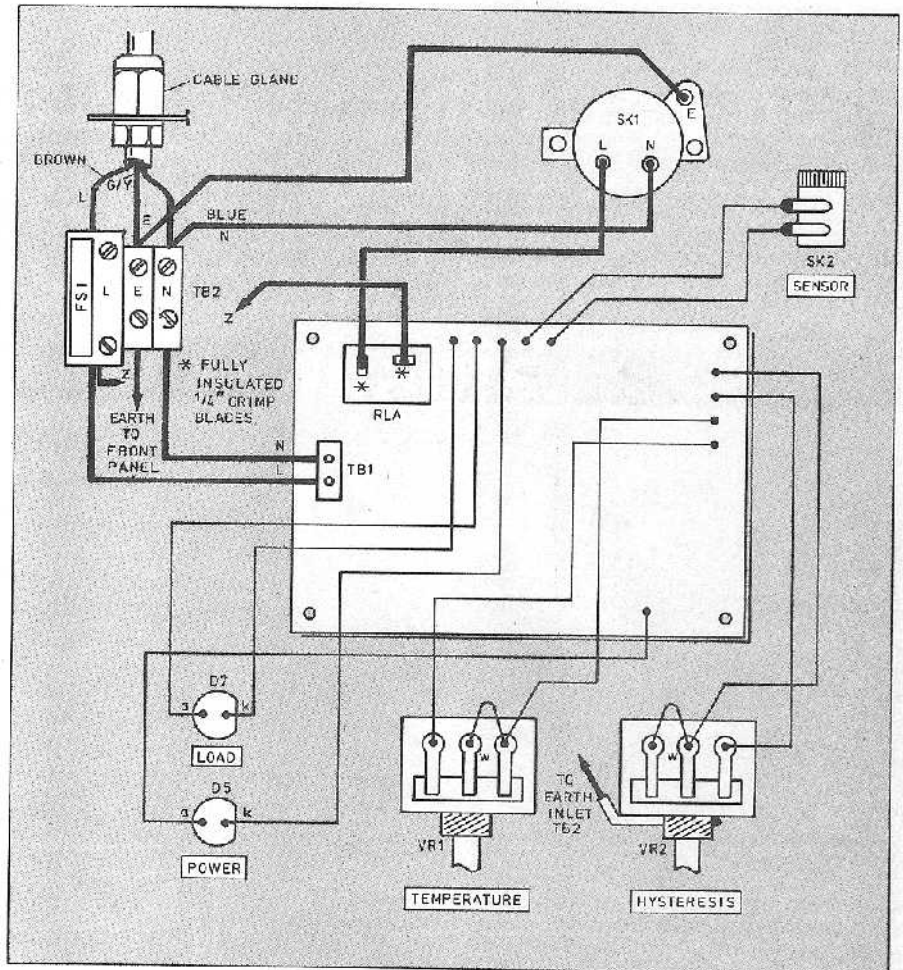 CABLE GLAND
BROWN
G/Y
L
E
BLUE
N
SK1
E
L
N
SK2
SENSOR
FS1
L
E
N
TB2
Z
Z
* FULLY
INSULATED
1/4" CRIMP
BLADES
EARTH
TO
FRONT
PANEL
*
*
RLA
N
L
TB1
D7
a
k
LOAD
D5
a
k
POWER
W
VR1
TEMPERATURE
TO
EARTH
INLET
TB2
W
VR2
HYSTERESIS